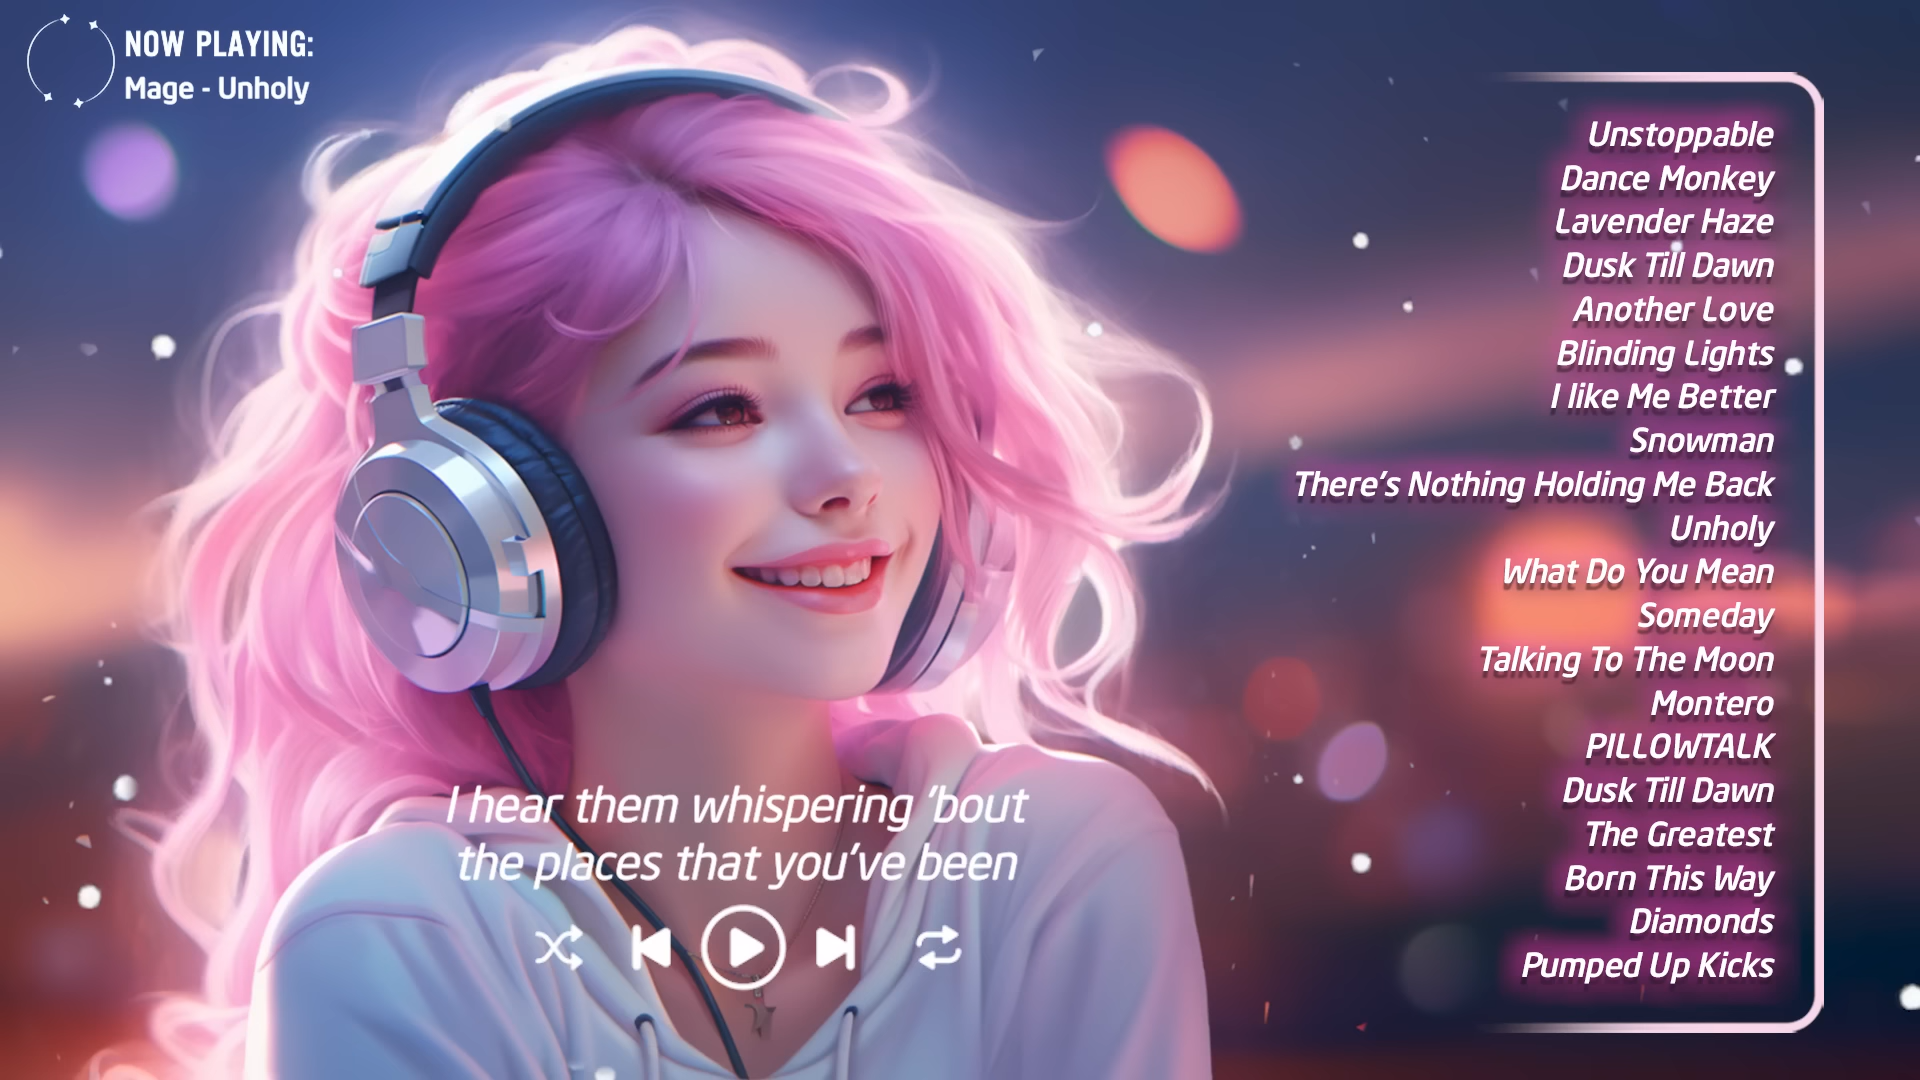 NOW PLAYING:
Mage - Unholy
Unstoppable
Dance Monkey
Lavender Haze
Dusk Till Dawn
Another Love
Blinding Lights
I like Me Better
Snowman
There's Nothing Holding Me Back
Unholy
What Do You Mean
Someday
Talking To The Moon
Montero
PILLOWTALK
Dusk Till Dawn
The Greatest
Born This Way
Diamonds
Pumped Up Kicks
I hear them whispering 'bout
the places that you've been